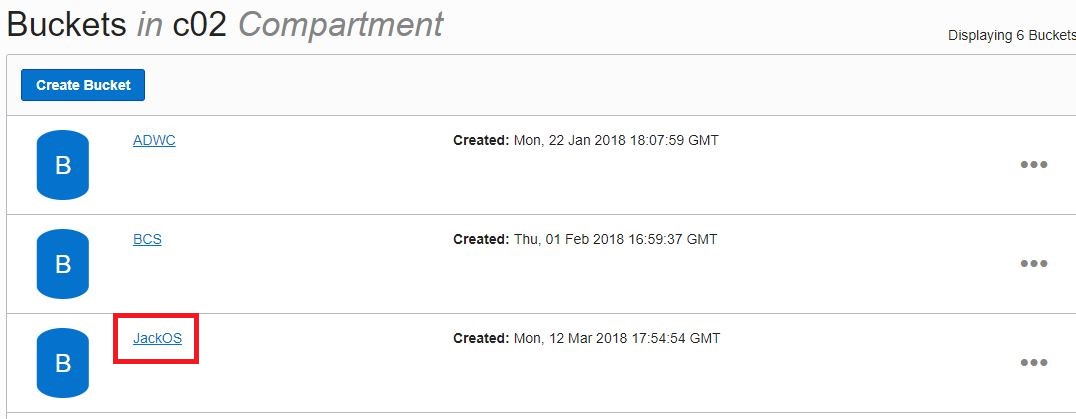 Buckets in c02 Compartment
Displaying 6 Buckets
Create Bucket
B
ADWC
Created: Mon, 22 Jan 2018 18:07:59 GMT
B
BCS
Created: Thu, 01 Feb 2018 16:59:37 GMT
B
JackOS
Created: Mon, 12 Mar 2018 17:54:54 GMT